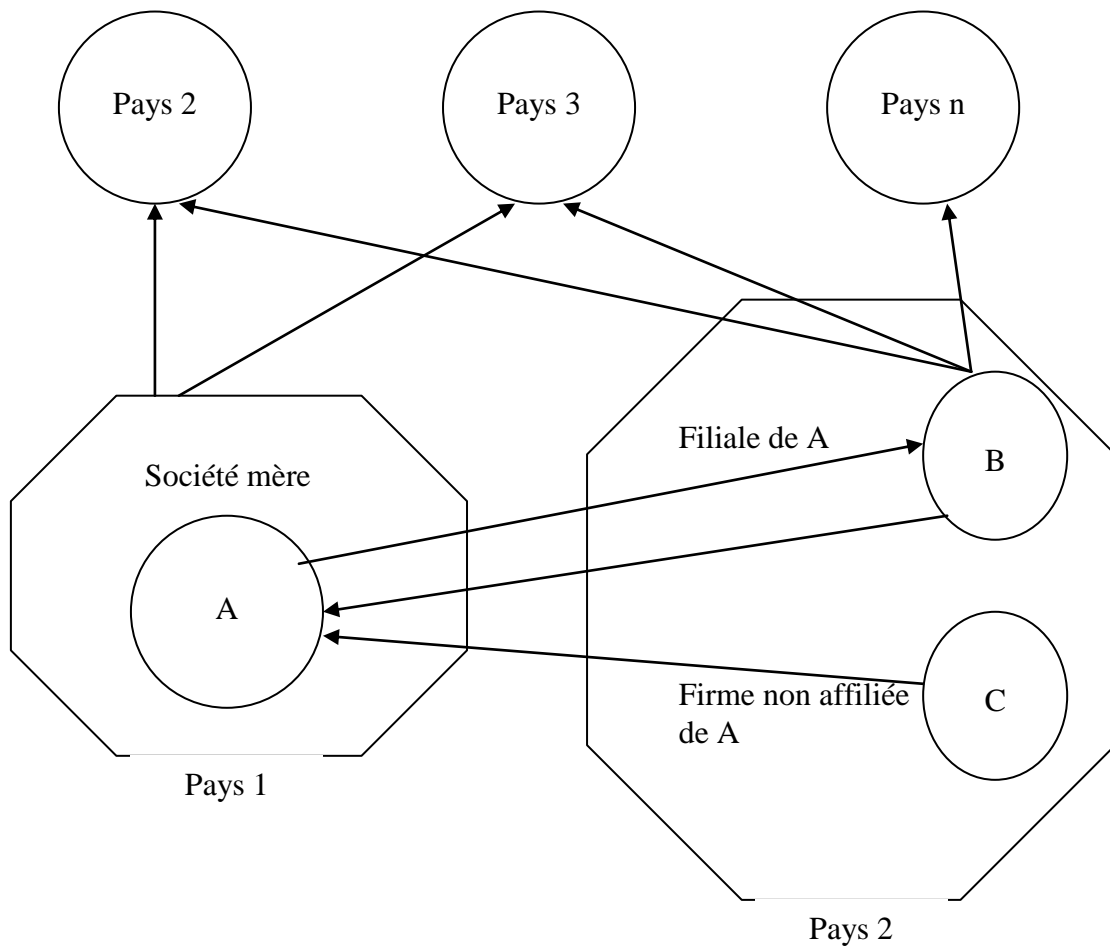 Pays 2
Pays 3
Pays n
Filiale de A
B
Société mère
A
Firme non affiliée
de A
C
Pays 1
Pays 2